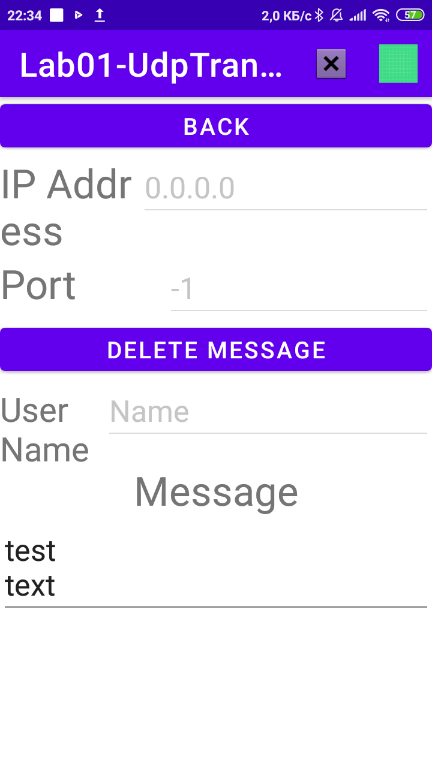 22:34 2,0 КБ/с 57
Lab01-UdpTran...
BACK
IP Addr 0.0.0.0
ess
Port -1
DELETE MESSAGE
User Name
Name
Message
test
text